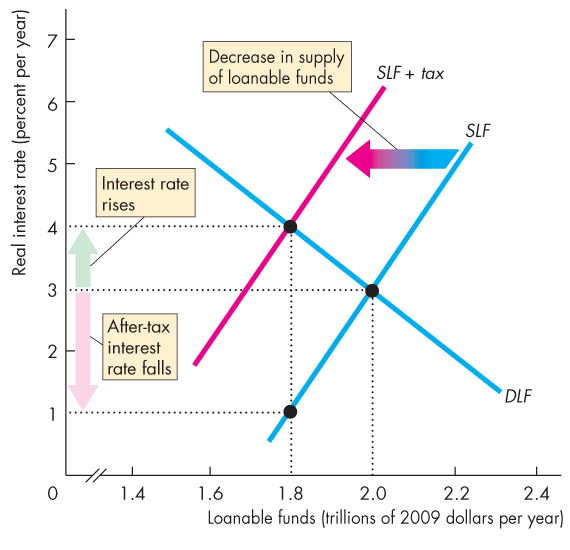 Real interest rate (percent per year)
7
6
5
4
3
2
1
0
Decrease in supply
of loanable funds
SLF + tax
SLF
Interest rate
rises
After-tax
interest
rate falls
DLF
1.4
1.6
1.8
2.0
2.2
2.4
Loanable funds (trillions of 2009 dollars per year)